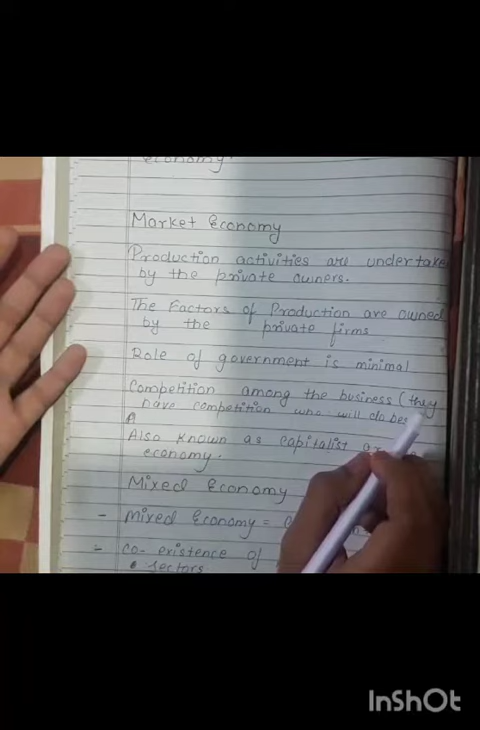 economy.
Market Economy
Production activities are undertake
by the private owners.
The Factors of Production are owned
by the private firms
Role of government is minimal
Competition among the business (they
have competition who will do bes
A
Also known as capitalist
economy.
Mixed Economy
- Mixed Economy =
- co-existence of
sectors
InShOt